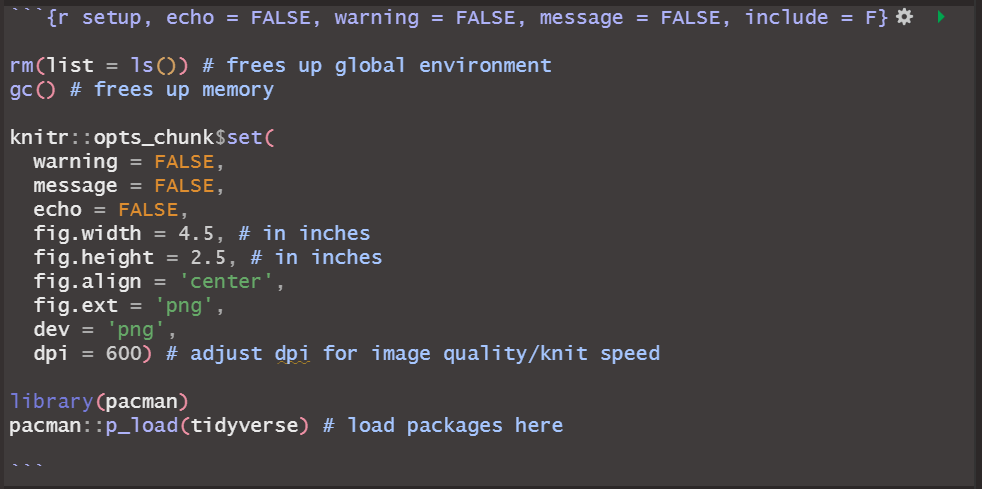 ```{r setup, echo = FALSE, warning = FALSE, message = FALSE, include = F}
rm(list = ls()) # frees up global environment
gc() # frees up memory
knitr::opts_chunk$set(
  warning = FALSE,
  message = FALSE,
  echo = FALSE,
  fig.width = 4.5, # in inches
  fig.height = 2.5, # in inches
  fig.align = 'center',
  fig.ext = 'png',
  dev = 'png',
  dpi = 600) # adjust dpi for image quality/knit speed
library(pacman)
pacman::p_load(tidyverse) # load packages here
```